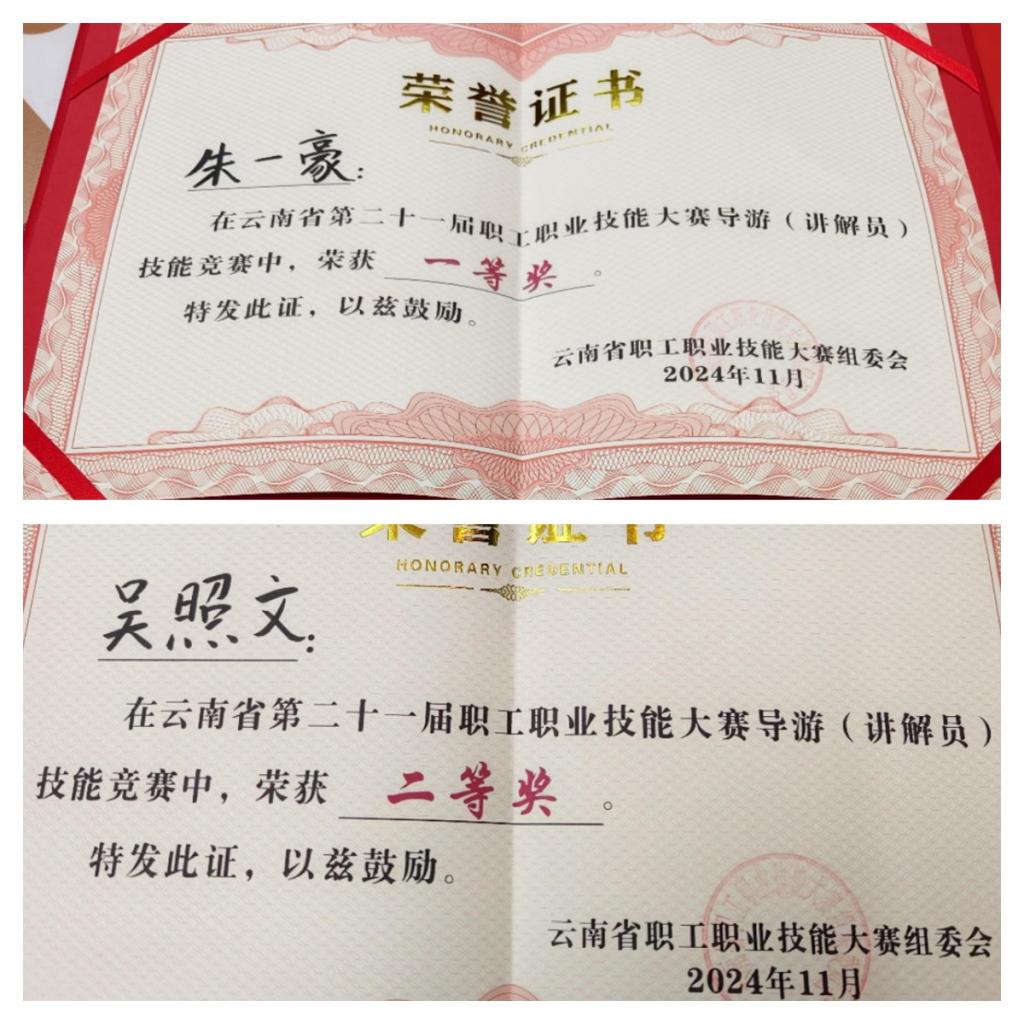 荣誉证书
HONORARY CREDENTIAL
朱一豪：
在云南省第二十一届职工职业技能大赛导游（讲解员）
技能竞赛中，荣获 一等奖 。
特发此证，以兹鼓励。
云南省职工职业技能大赛组委会
2024年11月
荣誉证书
HONORARY CREDENTIAL
吴照文：
在云南省第二十一届职工职业技能大赛导游（讲解员）
技能竞赛中，荣获 二等奖 。
特发此证，以兹鼓励。
云南省职工职业技能大赛组委会
2024年11月